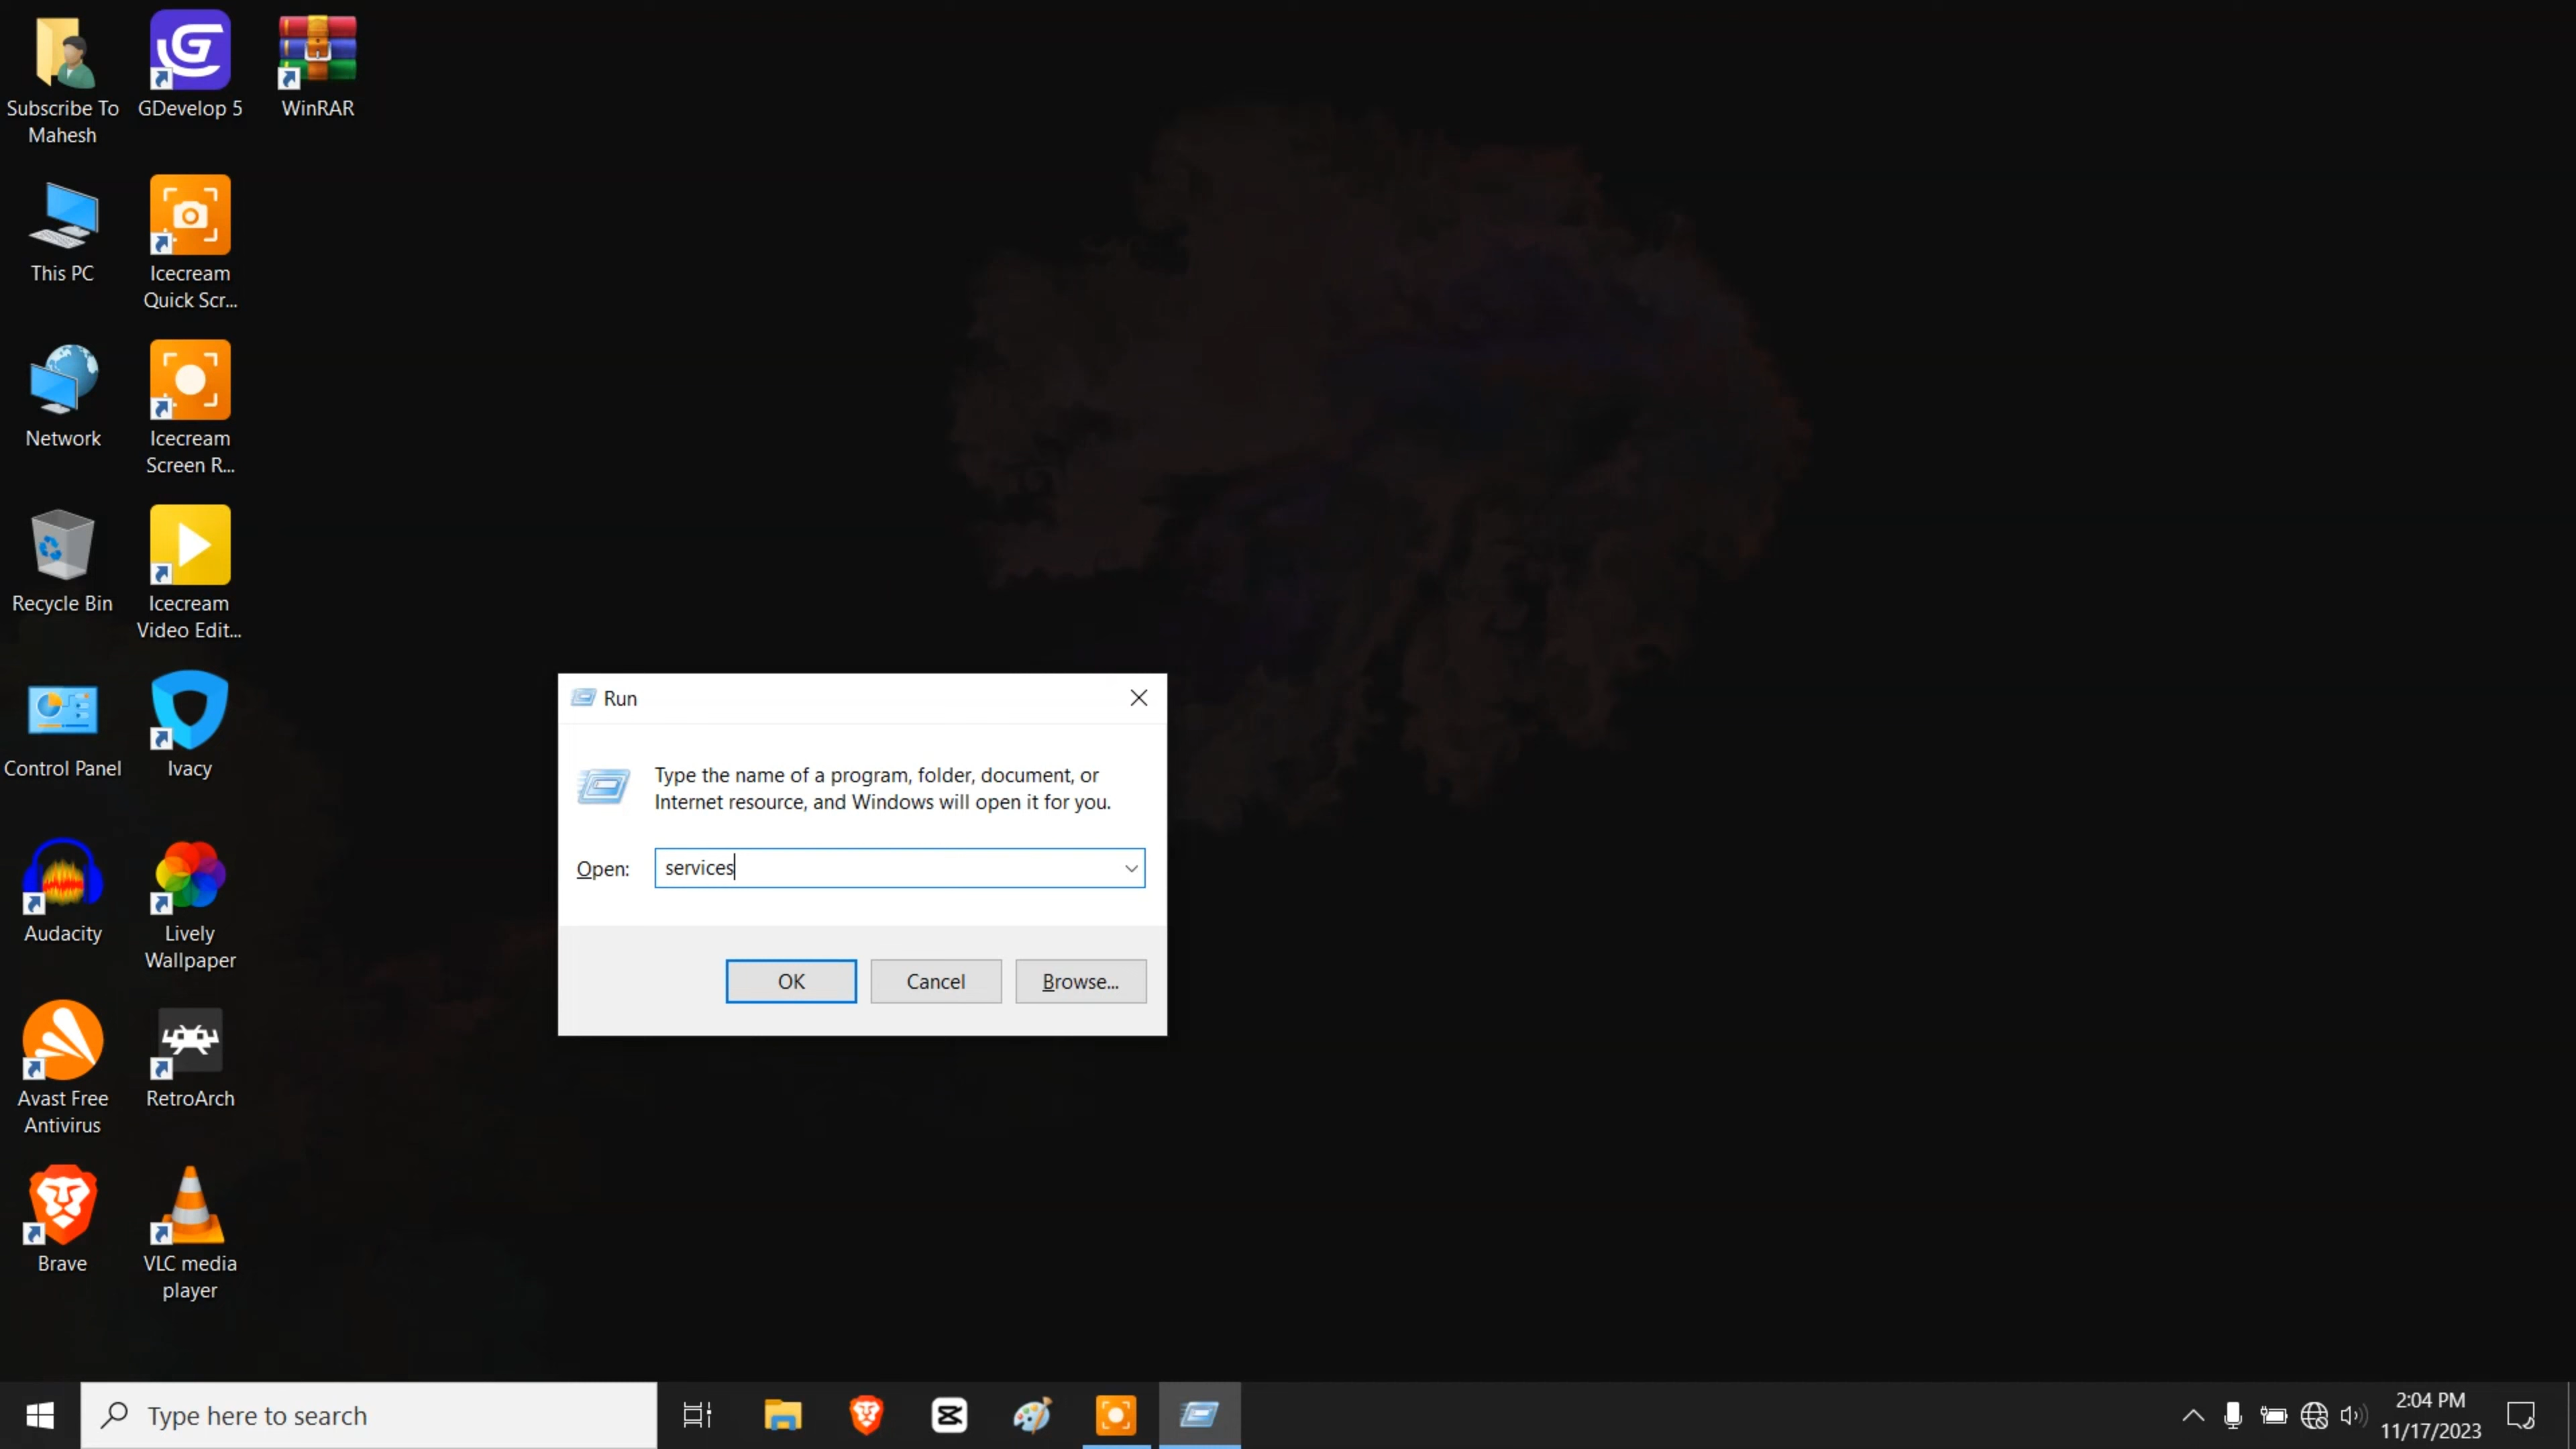 Subscribe To
Mahesh
GDevelop 5
WinRAR
This PC
Icecream
Quick Scr...
Network
Icecream
Screen R...
Recycle Bin
Icecream
Video Edit...
Control Panel
Ivacy
Audacity
Lively
Wallpaper
Avast Free
Antivirus
RetroArch
Brave
VLC media
player
Run
Type the name of a program, folder, document, or
Internet resource, and Windows will open it for you.
Open:
services
OK
Cancel
Browse...
Type here to search
2:04 PM
11/17/2023